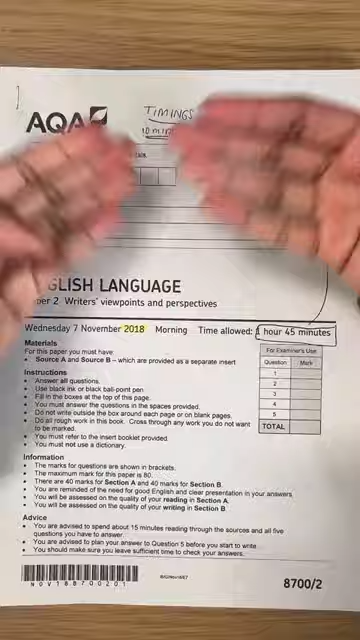 AQA
TIMINGS
GLISH LANGUAGE
per 2 Writers' viewpoints and perspectives
Wednesday 7 November 2018 Morning Time allowed: 1 hour 45 minutes
Materials
For this paper you must have:
• Source A and Source B – which are provided as a separate insert
Instructions
• Answer all questions.
• Use black ink or black ball-point pen
• Fill in the boxes at the top of this page.
• You must answer the questions in the spaces provided.
• Do not write outside the box around each page or on blank pages.
• Do all rough work in this book. Cross through any work you do not want
to be marked.
• You must refer to the insert booklet provided.
• You must not use a dictionary.
Information
• The marks for questions are shown in brackets.
• The maximum mark for this paper is 80.
• There are 40 marks for Section A and 40 marks for Section B.
• You are reminded of the need for good English and clear presentation in your answers.
• You will be assessed on the quality of your reading in Section A.
• You will be assessed on the quality of your writing in Section B.
Advice
• You are advised to spend about 15 minutes reading through the sources and all five
questions you have to answer.
• You are advised to plan your answer to Question 5 before you start to write.
• You should make sure you leave sufficient time to check your answers.
For Examiner's Use
Question Mark
1
2
3
4
5
TOTAL
NOV188700201
8700/2